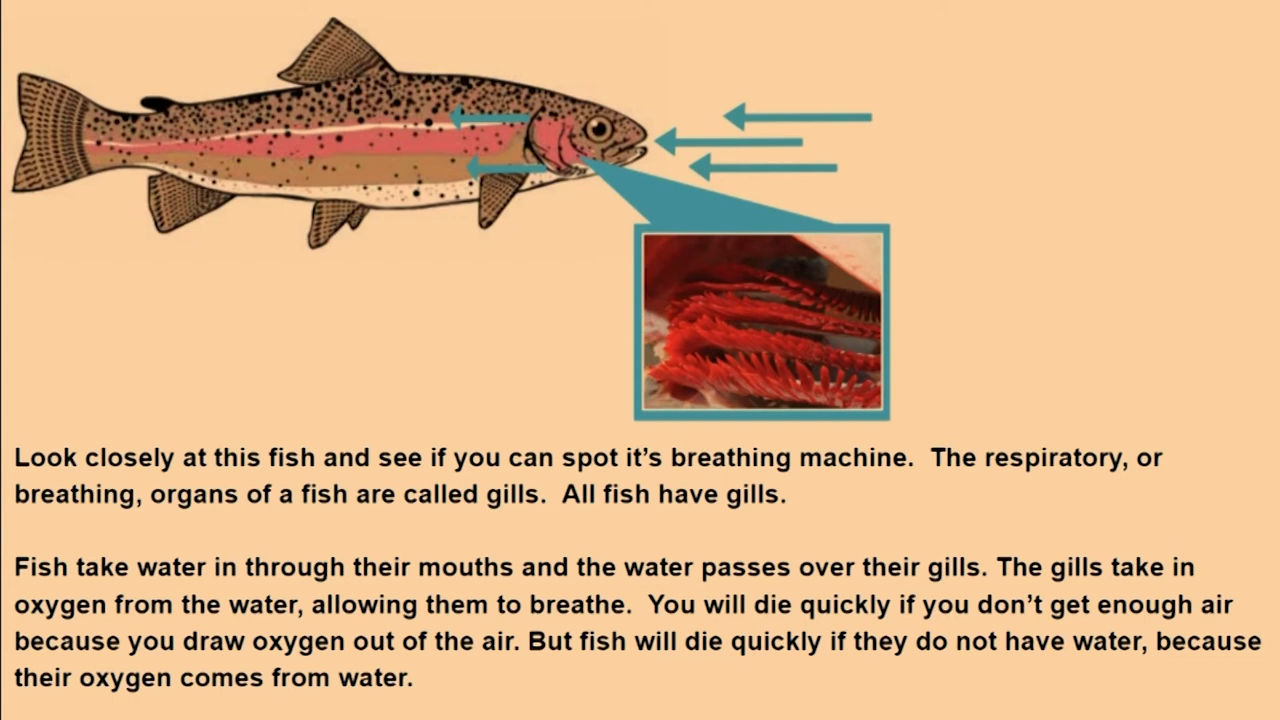 Look closely at this fish and see if you can spot it’s breathing machine.  The respiratory, or
breathing, organs of a fish are called gills.  All fish have gills.
Fish take water in through their mouths and the water passes over their gills. The gills take in
oxygen from the water, allowing them to breathe.  You will die quickly if you don’t get enough air
because you draw oxygen out of the air. But fish will die quickly if they do not have water, because
their oxygen comes from water.